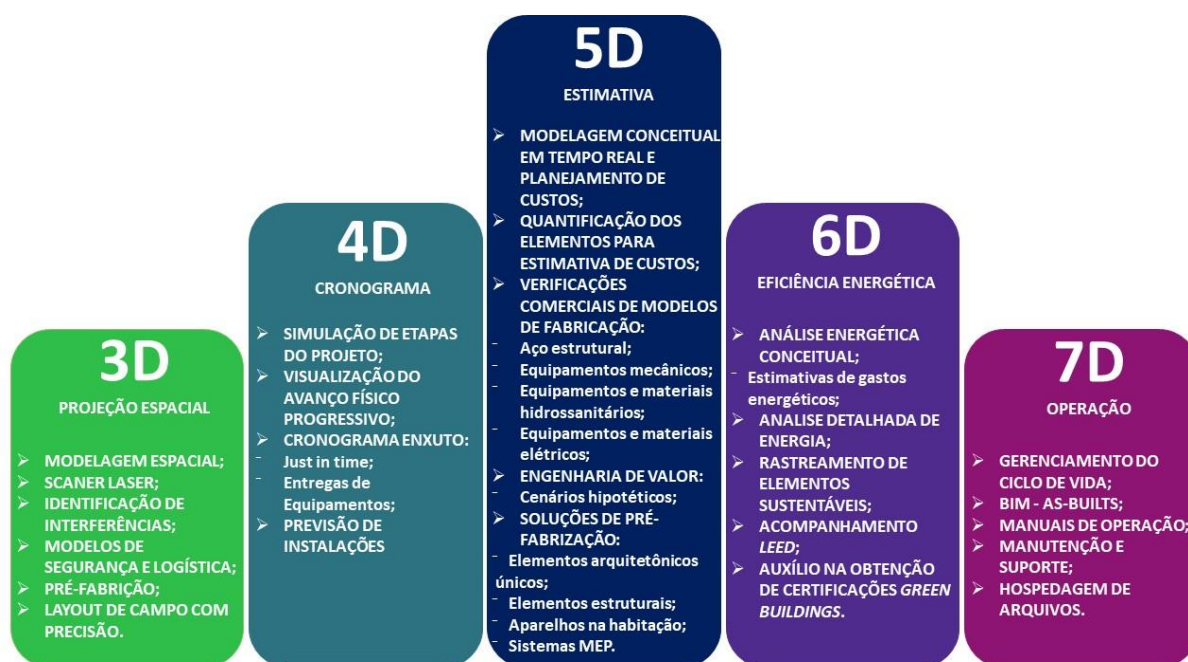 3D
PROJEÇÃO ESPACIAL
➢ MODELAGEM ESPACIAL;
➢ SCANER LASER;
➢ IDENTIFICAÇÃO DE
INTERFERÊNCIAS;
➢ MODELOS DE
SEGURANÇA E LOGÍSTICA;
➢ PRÉ-FABRIÇÃO;
➢ LAYOUT DE CAMPO COM
PRECISÃO.
4D
CRONOGRAMA
➢ SIMULAÇÃO DE ETAPAS
DO PROJETO;
➢ VISUALIZAÇÃO DO
AVANÇO FÍSICO
PROGRESSIVO;
➢ CRONOGRAMA ENXUTO:
- Just in time;
- Entregas de
Equipamentos;
➢ PREVISÃO DE
INSTALAÇÕES
5D
ESTIMATIVA
➢ MODELAGEM CONCEITUAL
EM TEMPO REAL E
PLANEJAMENTO DE
CUSTOS;
➢ QUANTIFICAÇÃO DOS
ELEMENTOS PARA
ESTIMATIVA DE CUSTOS;
➢ VERIFICAÇÕES
COMERCIAIS DE MODELOS
DE FABRICAÇÃO:
- Aço estrutural;
- Equipamentos mecânicos;
- Equipamentos e materiais
hidrossanitários;
- Equipamentos e materiais
elétricos;
➢ ENGENHARIA DE VALOR:
- Cenários hipotéticos;
➢ SOLUÇÕES DE PRÉ-
FABRIZAÇÃO:
- Elementos arquitetônicos
únicos;
- Elementos estruturais;
- Aparelhos na habitação;
- Sistemas MEP.
6D
EFICIÊNCIA ENERGÉTICA
➢ ANÁLISE ENERGÉTICA
CONCEITUAL;
- Estimativas de gastos
energéticos;
➢ ANALISE DETALHADA DE
ENERGIA;
➢ RASTREAMENTO DE
ELEMENTOS
SUSTENTÁVEIS;
➢ ACOMPANHAMENTO LEED;
➢ AUXÍLIO NA OBTENÇÃO
DE CERTIFICAÇÕES GREEN
BUILDINGS.
7D
OPERAÇÃO
➢ GERENCIAMENTO DO
CICLO DE VIDA;
➢ BIM - AS-BUILTS;
➢ MANUAIS DE OPERAÇÃO;
➢ MANUTENÇÃO E
SUPORTE;
➢ HOSPEDAGEM DE
ARQUIVOS.